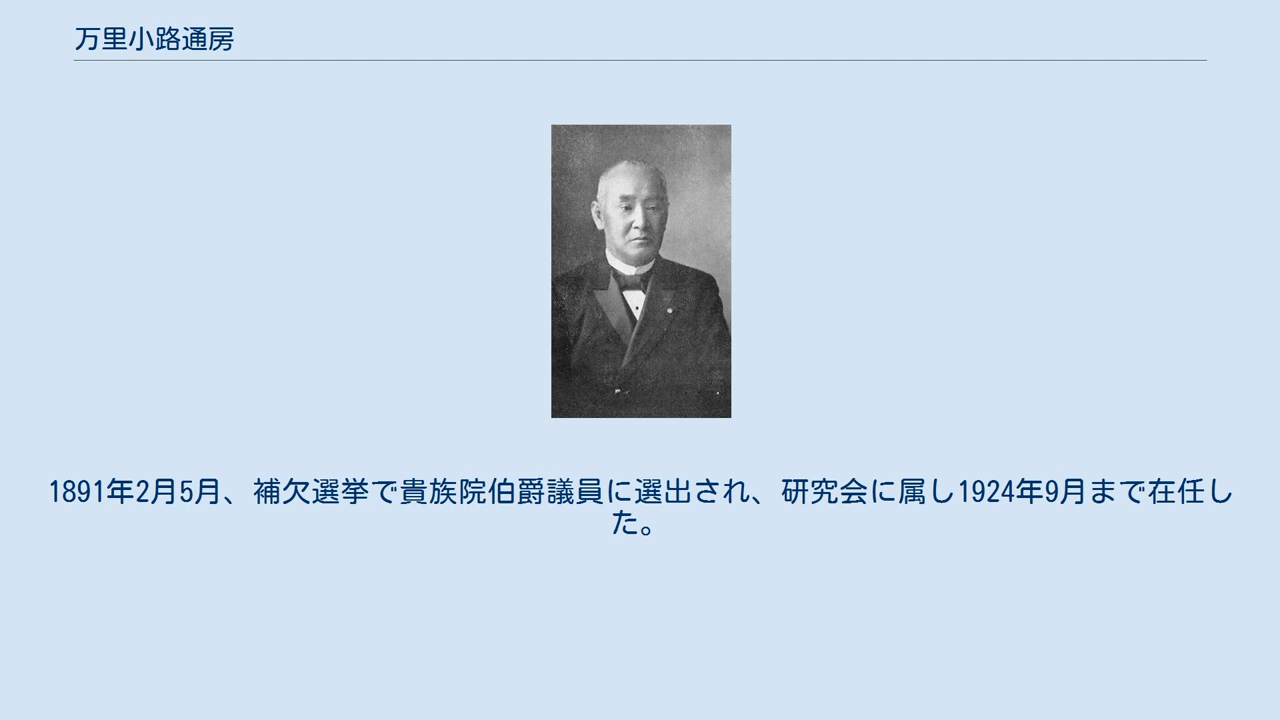 万里小路通房
1891年2月5月、補欠選挙で貴族院伯爵議員に選出され、研究会に属し1924年9月まで在任し
た。